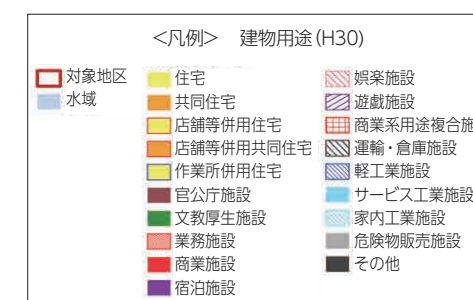 <凡例> 建物用途(H30)
対象地区
水域
住宅
共同住宅
店舗等併用住宅
店舗等併用共同住宅
作業所併用住宅
官公庁施設
文教厚生施設
業務施設
商業施設
宿泊施設
娯楽施設
遊戯施設
商業系用途複合施
運輸・倉庫施設
軽工業施設
サービス工業施設
家内工業施設
危険物販売施設
その他